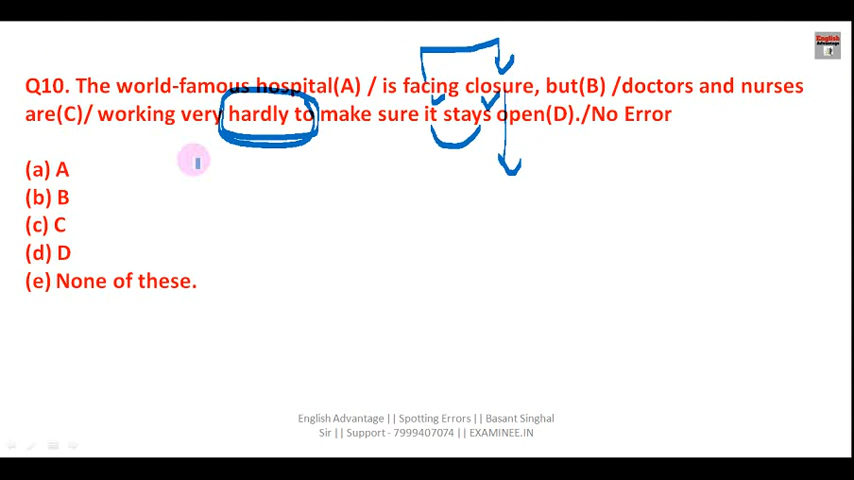 English
Advantage
Q10. The world-famous hospital(A) / is facing closure, but(B) /doctors and nurses
are(C)/ working very hardly to make sure it stays open(D)./No Error
(a) A
(b) B
(c) C
(d) D
(e) None of these.
English Advantage || Spotting Errors || Basant Singhal
Sir || Support - 7999407074 || EXAMINEE.IN